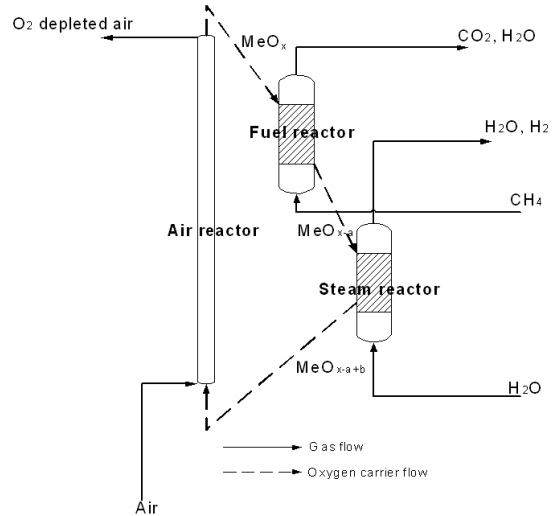 O2 depleted air
MeOx
CO2, H2O
Fuel reactor
H2O, H2
CH4
Air reactor
MeOx-a
Steam reactor
MeOx-a+b
H2O
Gas flow
Oxygen carrier flow
Air